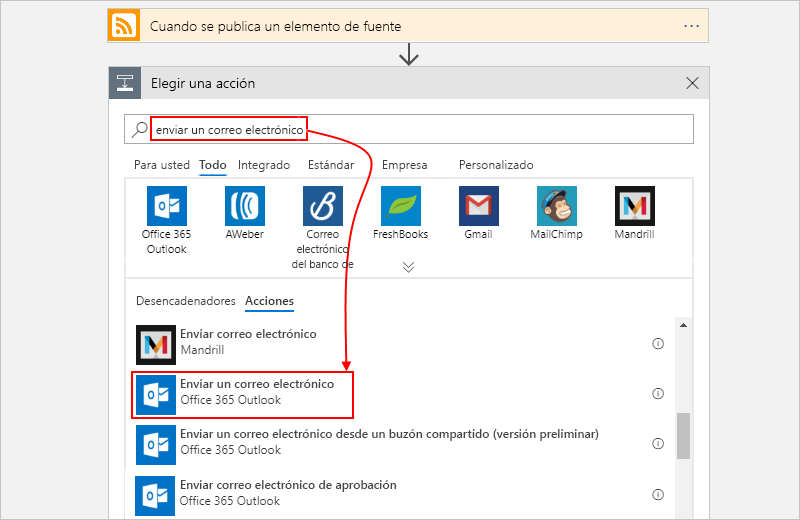 Cuando se publica un elemento de fuente
Elegir una acción
enviar un correo electrónico
Para usted Todo Integrado Estándar Empresa Personalizado
Office 365
Outlook
AWeber
Correo
electrónico
del banco de
FreshBooks
Gmail
MailChimp
Mandrill
Desencadenadores Acciones
Enviar correo electrónico
Mandrill
Enviar un correo electrónico
Office 365 Outlook
Enviar un correo electrónico desde un buzón compartido (versión preliminar)
Office 365 Outlook
Enviar correo electrónico de aprobación
Office 365 Outlook